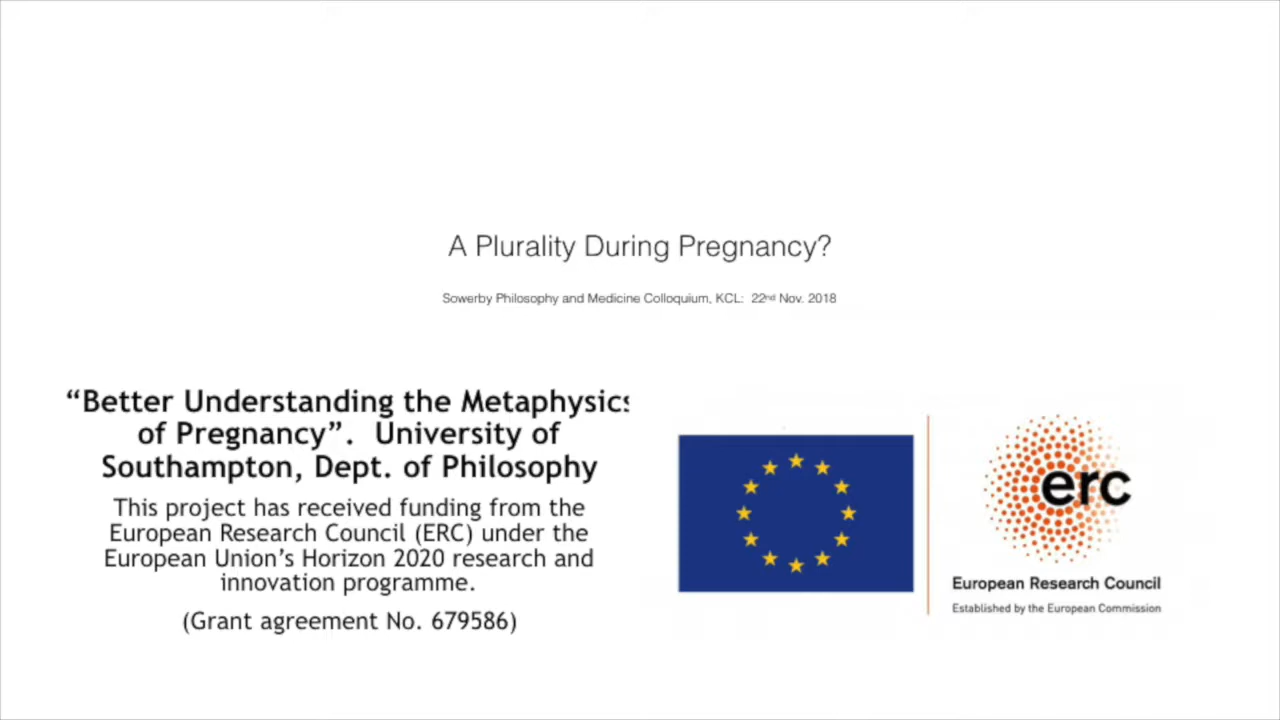 A Plurality During Pregnancy?
Sowerby Philosophy and Medicine Colloquium, KCL: 22nd Nov. 2018
“Better Understanding the Metaphysics
of Pregnancy”. University of
Southampton, Dept. of Philosophy
This project has received funding from the
European Research Council (ERC) under the
European Union’s Horizon 2020 research and
innovation programme.
(Grant agreement No. 679586)
erc
European Research Council
Established by the European Commission